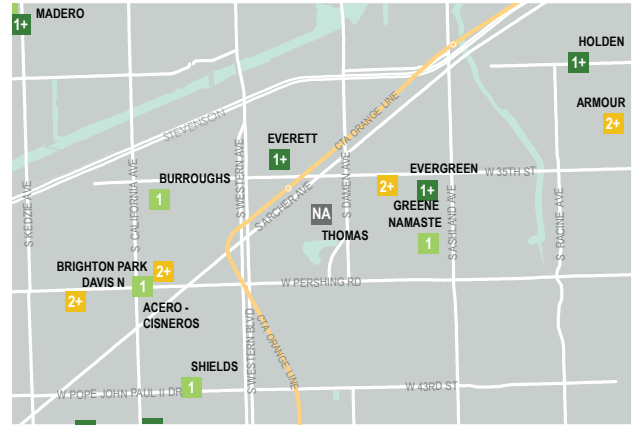 MADERO
1+
HOLDEN
1+
ARMOUR
2+
STEVENSON
CTA ORANGE LINE
EVERETT
1+
S KEDZIE AVE
S CALIFORNIA AVE
S WESTERN AVE
S DAMEN AVE
S ASHLAND AVE
S RACINE AVE
BURROUGHS
1
S ARCHER AVE
EVERGREEN
W 35TH ST
2+
1+
GREENE
NAMASTE
1
NA
THOMAS
BRIGHTON PARK
2+
DAVIS N
2+
1
ACERO -
CISNEROS
W PERSHING RD
S WESTERN BLVD
CTA ORANGE LINE
SHIELDS
1
W POPE JOHN PAUL II DR
W 43RD ST